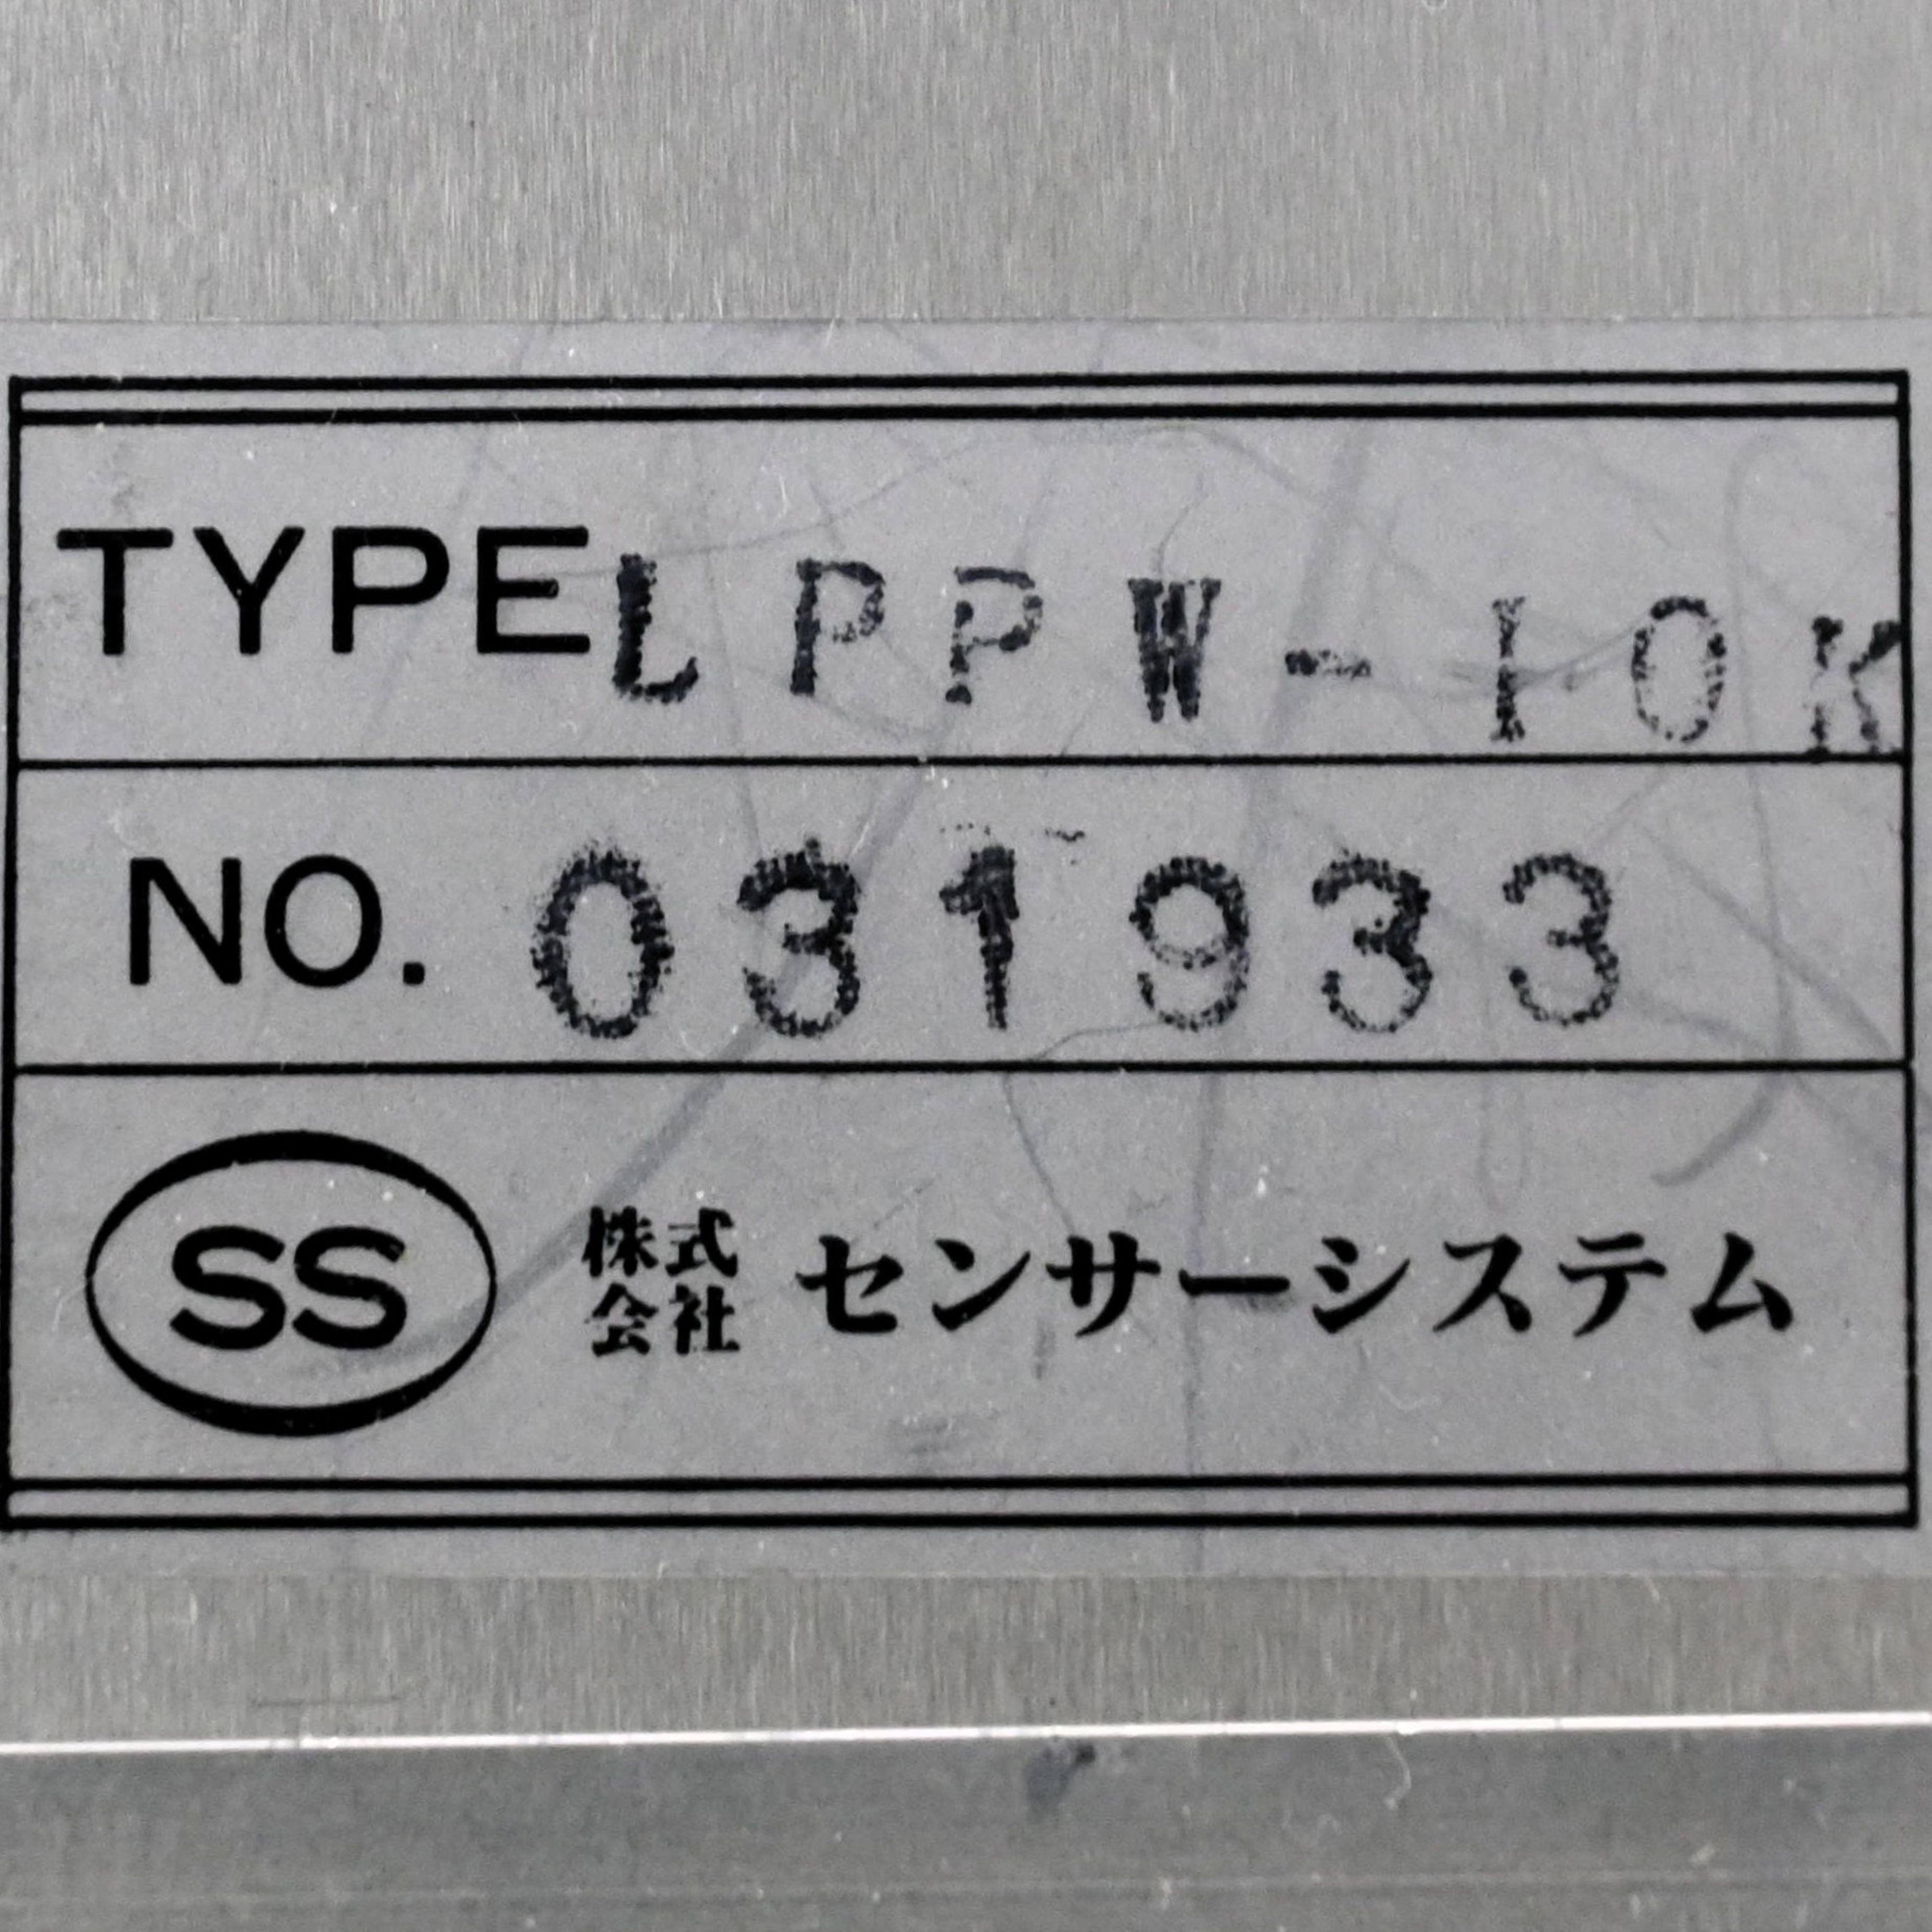 TYPE LPPW-10K
NO. 031933
SS 株式会社 センサーシステム